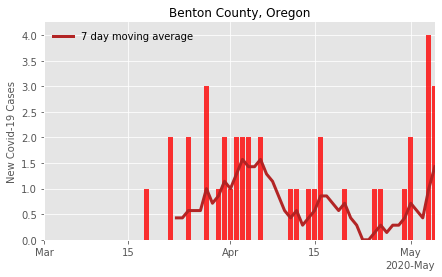 Benton County, Oregon
7 day moving average
New Covid-19 Cases
4.0
3.5
3.0
2.5
2.0
1.5
1.0
0.5
0.0
Mar 15 Apr 15 May
2020-May